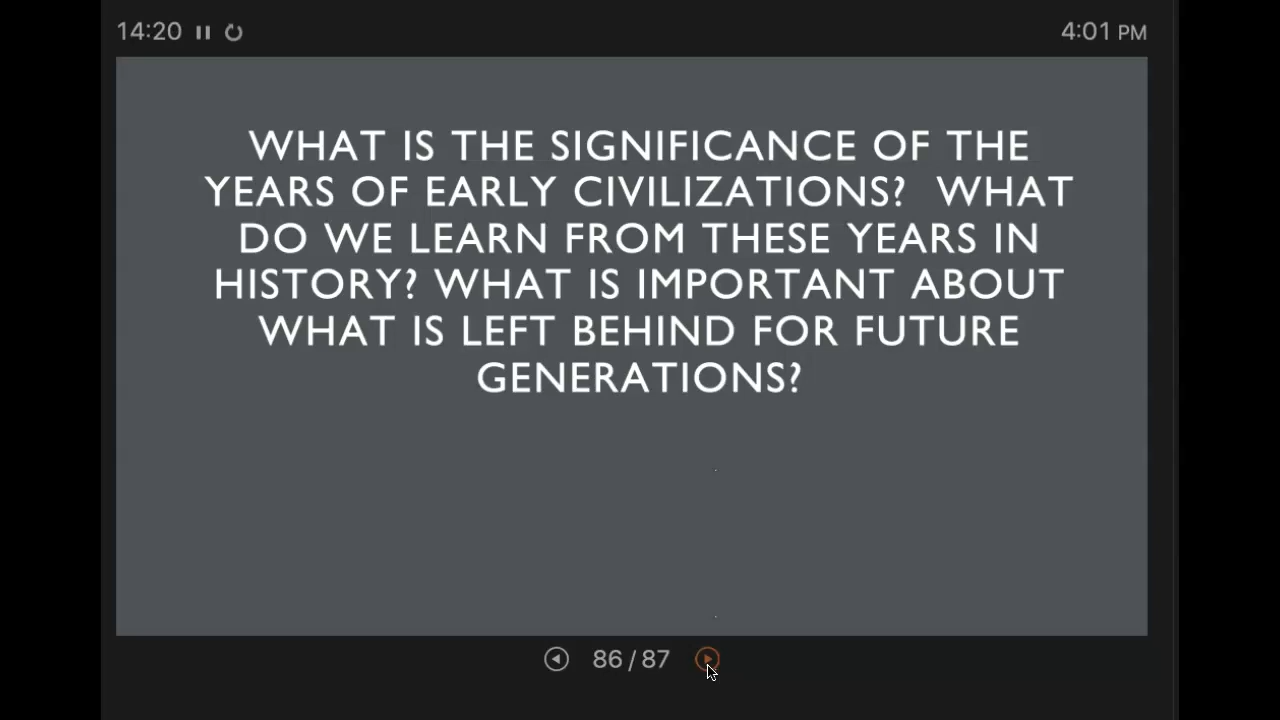 14:20
4:01 PM
WHAT IS THE SIGNIFICANCE OF THE
YEARS OF EARLY CIVILIZATIONS? WHAT
DO WE LEARN FROM THESE YEARS IN
HISTORY? WHAT IS IMPORTANT ABOUT
WHAT IS LEFT BEHIND FOR FUTURE
GENERATIONS?
86 / 87